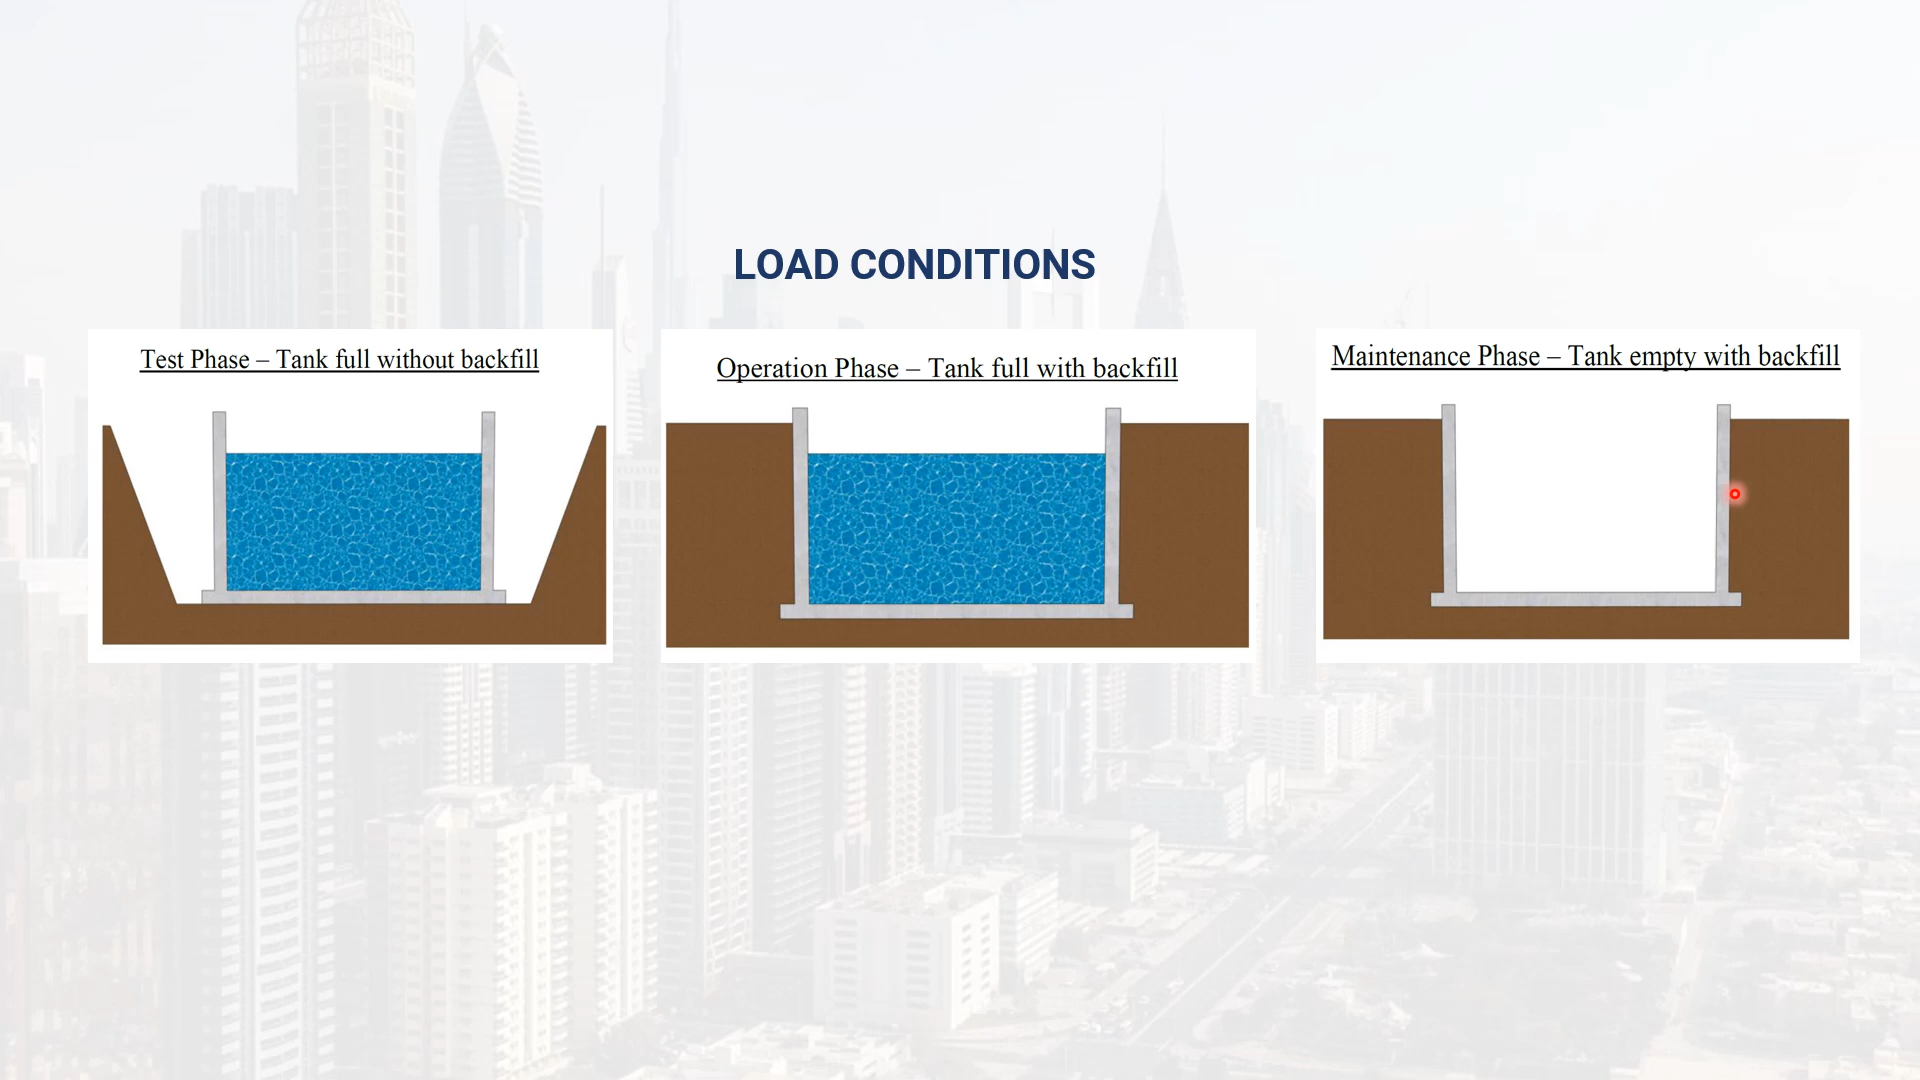 LOAD CONDITIONS
Test Phase – Tank full without backfill
Operation Phase – Tank full with backfill
Maintenance Phase – Tank empty with backfill